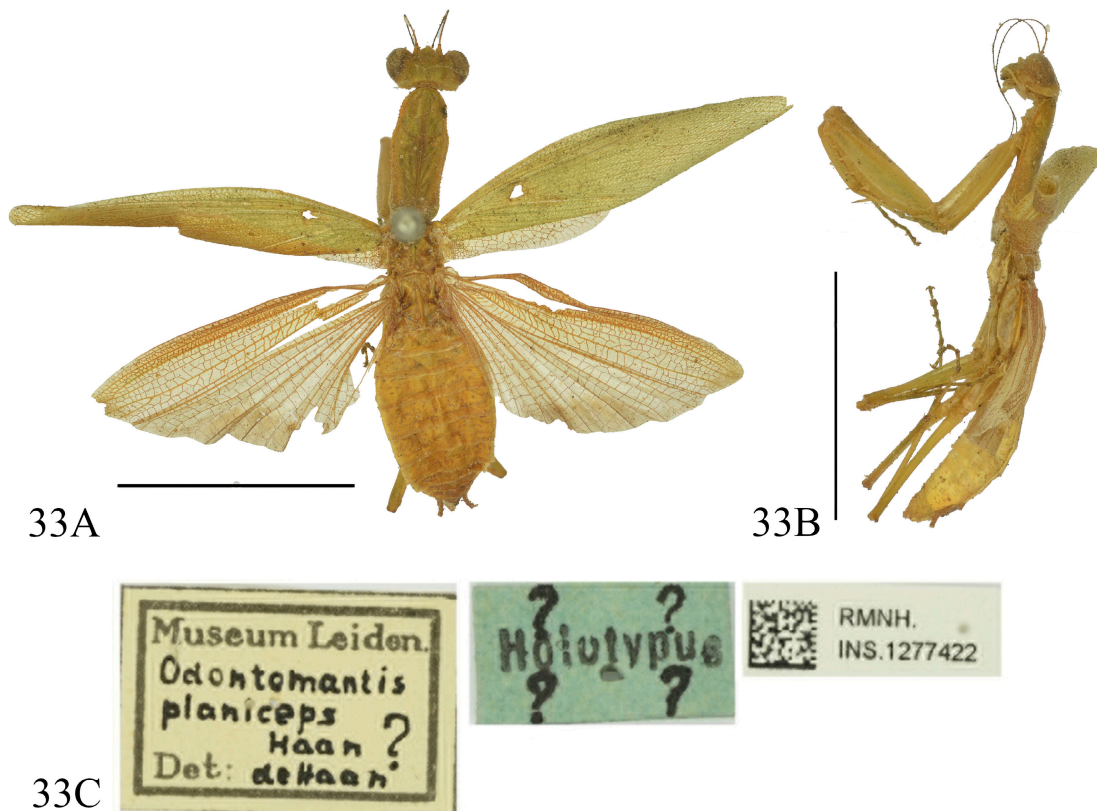 33A
33B
Museum Leiden.
Odontomantis
planiceps
Haan ?
Det: deHaan
? ?
Holotypus
? ?
RMNH.
INS.1277422
33C